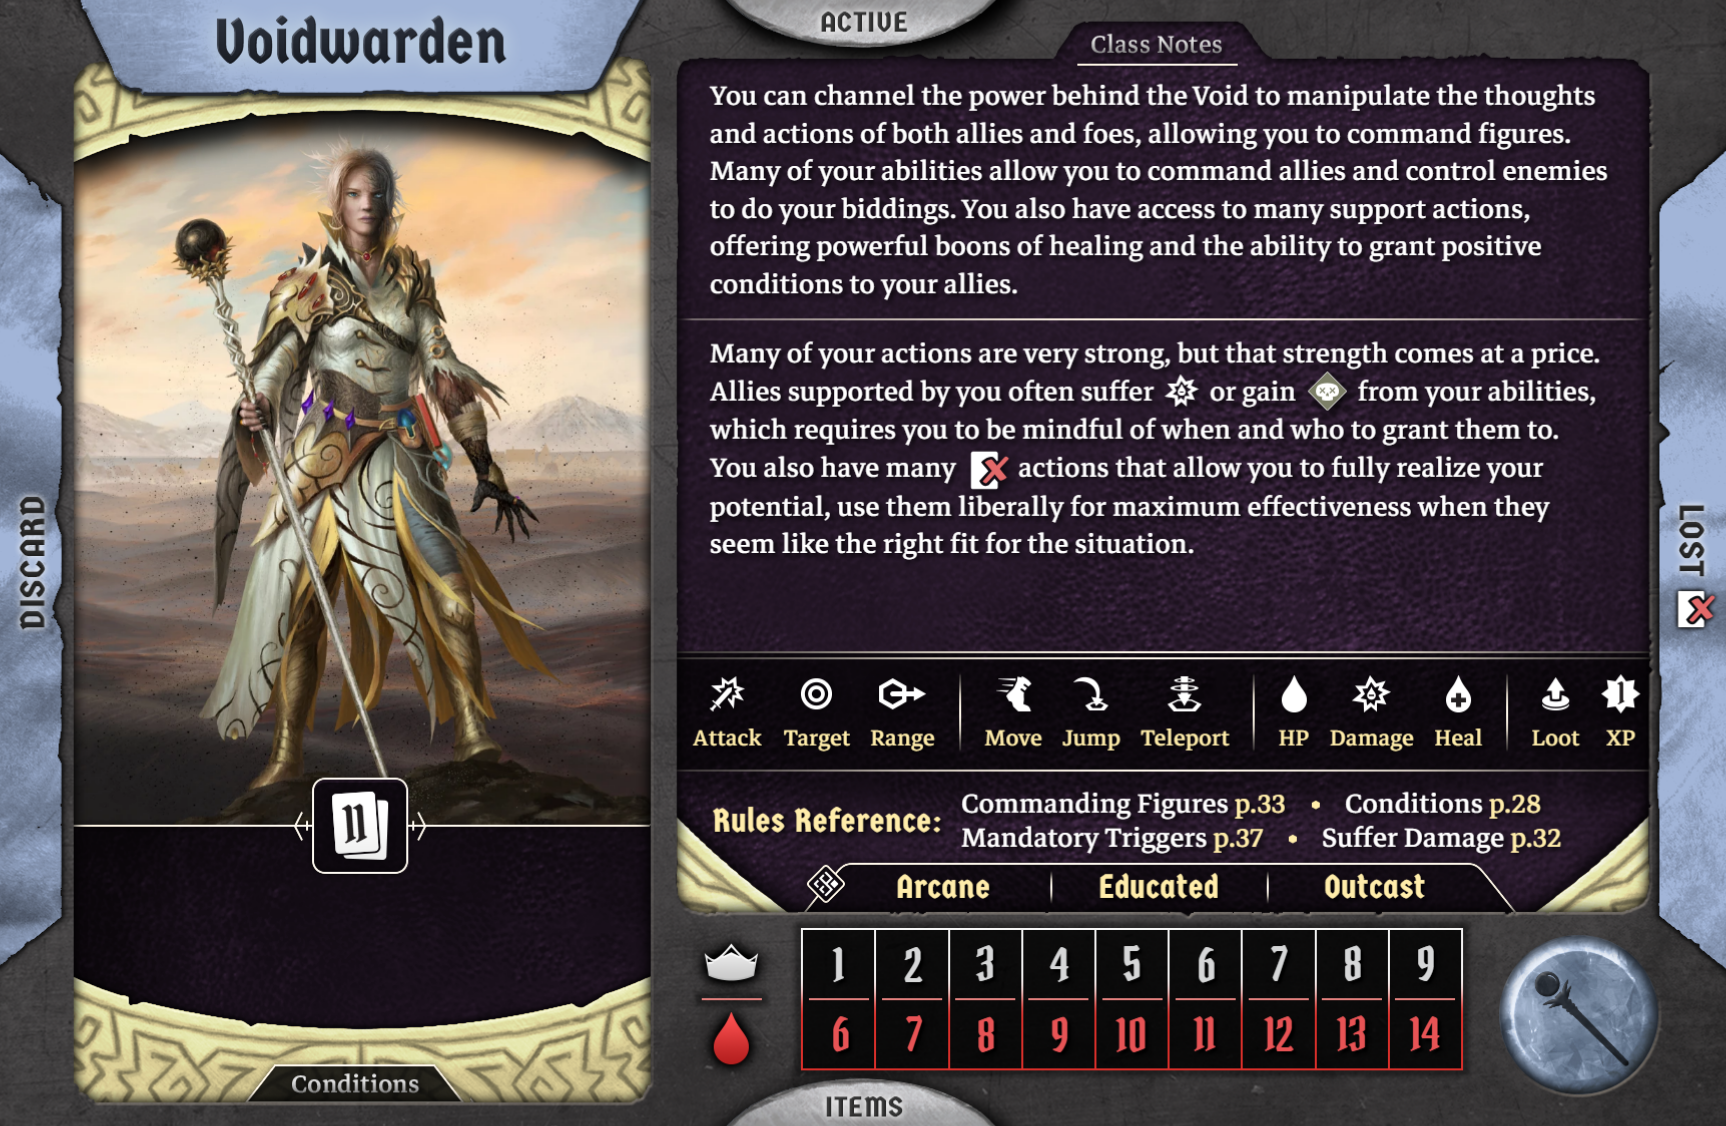 Voidwarden
ACTIVE
Class Notes
You can channel the power behind the Void to manipulate the thoughts
and actions of both allies and foes, allowing you to command figures.
Many of your abilities allow you to command allies and control enemies
to do your biddings. You also have access to many support actions,
offering powerful boons of healing and the ability to grant positive
conditions to your allies.
Many of your actions are very strong, but that strength comes at a price.
Allies supported by you often suffer or gain from your abilities,
which requires you to be mindful of when and who to grant them to.
You also have many actions that allow you to fully realize your
potential, use them liberally for maximum effectiveness when they
seem like the right fit for the situation.
DISCARD
LOST
1
Attack Target Range Move Jump Teleport HP Damage Heal Loot XP
11
Rules Reference:
Commanding Figures p.33 • Conditions p.28
Mandatory Triggers p.37 • Suffer Damage p.32
Arcane Educated Outcast
1 2 3 4 5 6 7 8 9
6 7 8 9 10 11 12 13 14
Conditions
ITEMS